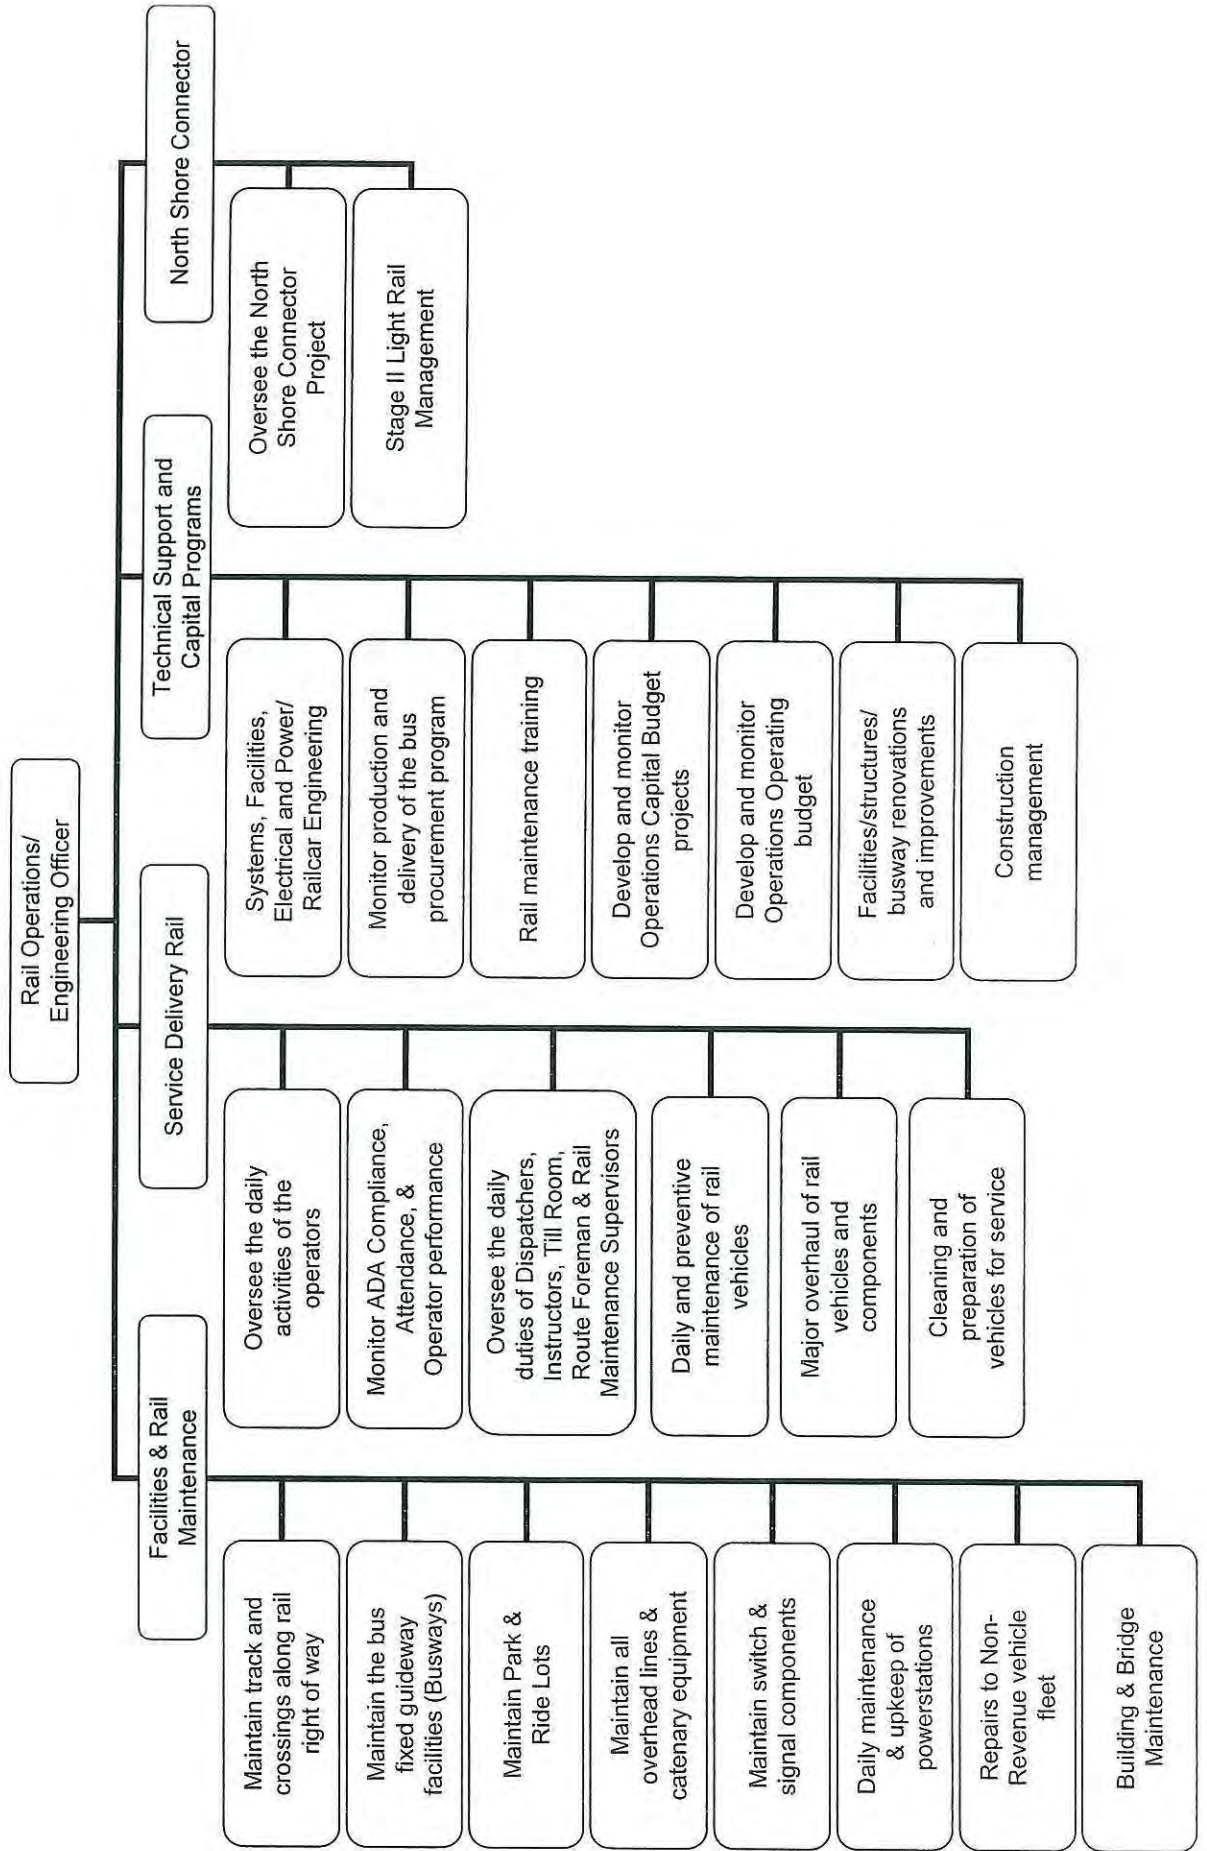 Rail Operations/
Engineering Officer
Facilities & Rail
Maintenance
Maintain track and
crossings along rail
right of way
Maintain the bus
fixed guideway
facilities (Busways)
Maintain Park &
Ride Lots
Maintain all
overhead lines &
catenary equipment
Maintain switch &
signal components
Daily maintenance
& upkeep of
powerstations
Repairs to Non-
Revenue vehicle
fleet
Building & Bridge
Maintenance
Service Delivery Rail
Oversee the daily
activities of the
operators
Monitor ADA Compliance,
Attendance, &
Operator performance
Oversee the daily
duties of Dispatchers,
Instructors, Till Room,
Route Foreman & Rail
Maintenance Supervisors
Daily and preventive
maintenance of rail
vehicles
Major overhaul of rail
vehicles and
components
Cleaning and
preparation of
vehicles for service
Technical Support and
Capital Programs
Systems, Facilities,
Electrical and Power/
Railcar Engineering
Monitor production and
delivery of the bus
procurement program
Rail maintenance training
Develop and monitor
Operations Capital Budget
projects
Develop and monitor
Operations Operating
budget
Facilities/structures/
busway renovations
and improvements
Construction
management
North Shore Connector
Oversee the North
Shore Connector
Project
Stage II Light Rail
Management